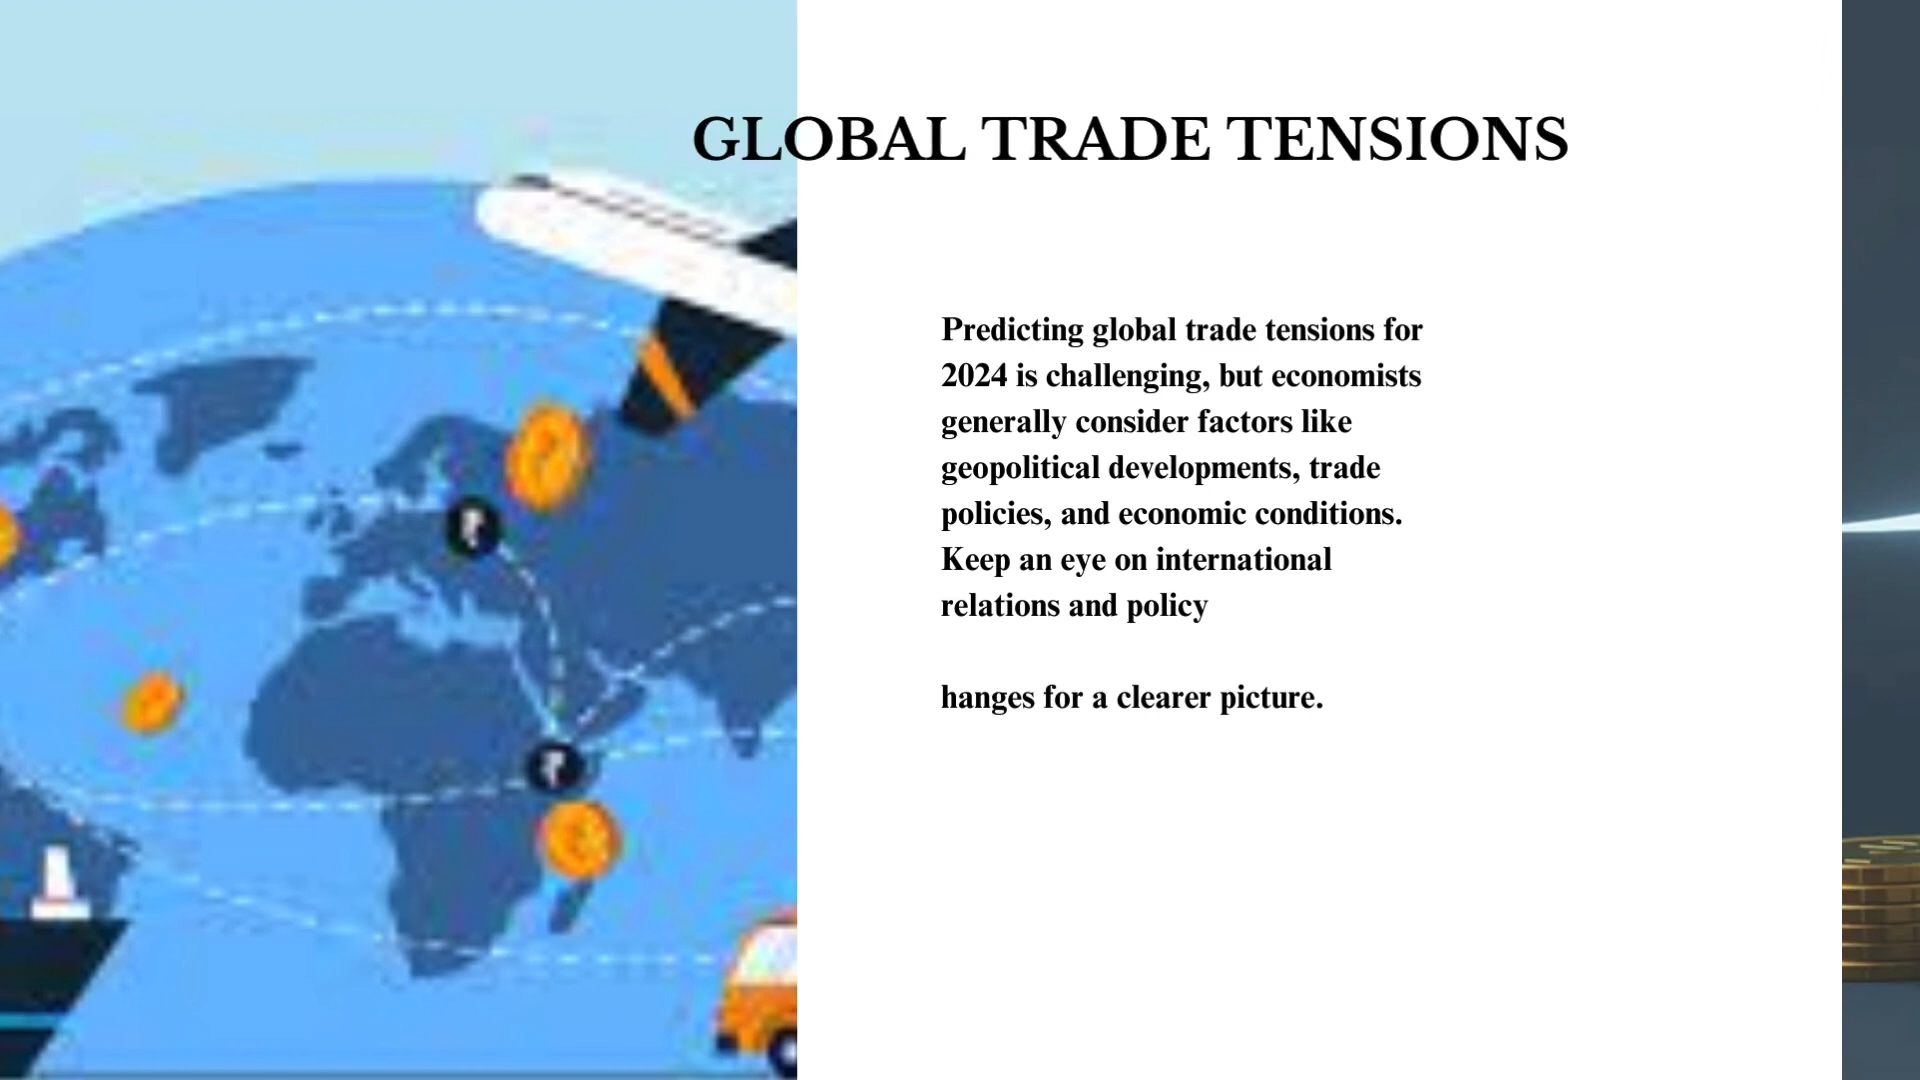 GLOBAL TRADE TENSIONS
Predicting global trade tensions for
2024 is challenging, but economists
generally consider factors like
geopolitical developments, trade
policies, and economic conditions.
Keep an eye on international
relations and policy
hanges for a clearer picture.